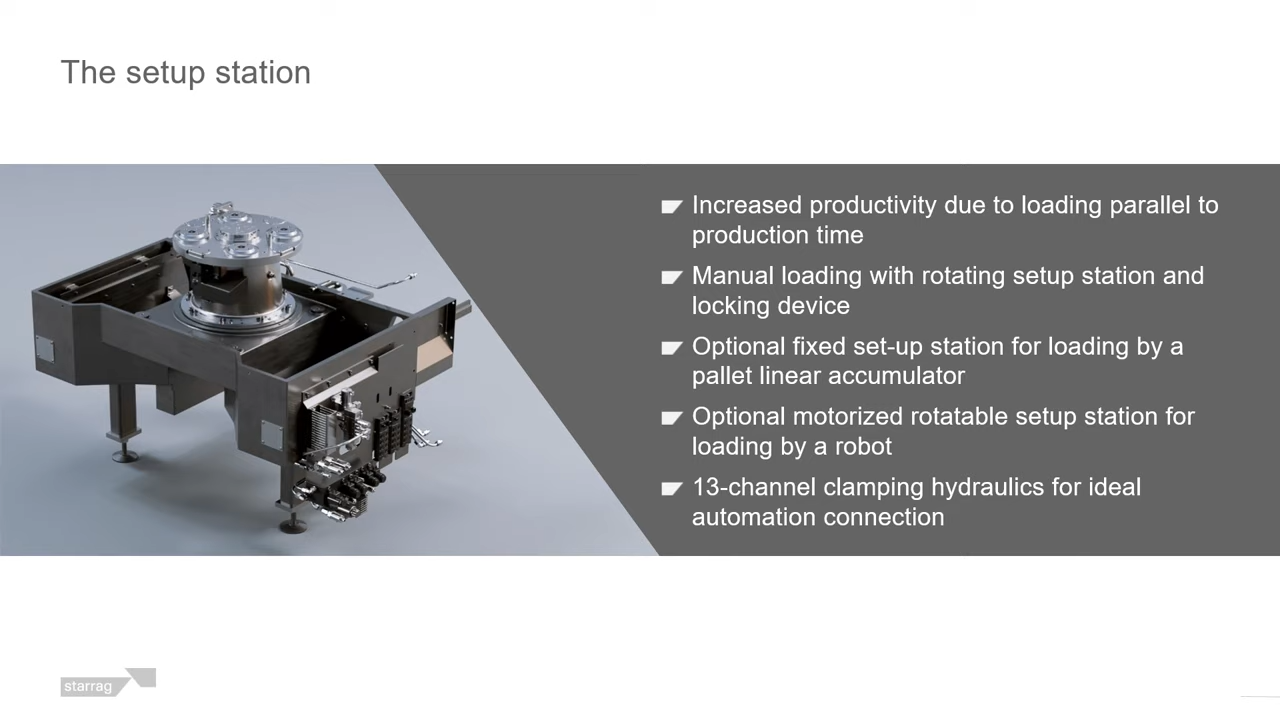 The setup station
Increased productivity due to loading parallel to
production time
Manual loading with rotating setup station and
locking device
Optional fixed set-up station for loading by a
pallet linear accumulator
Optional motorized rotatable setup station for
loading by a robot
13-channel clamping hydraulics for ideal
automation connection
starrag